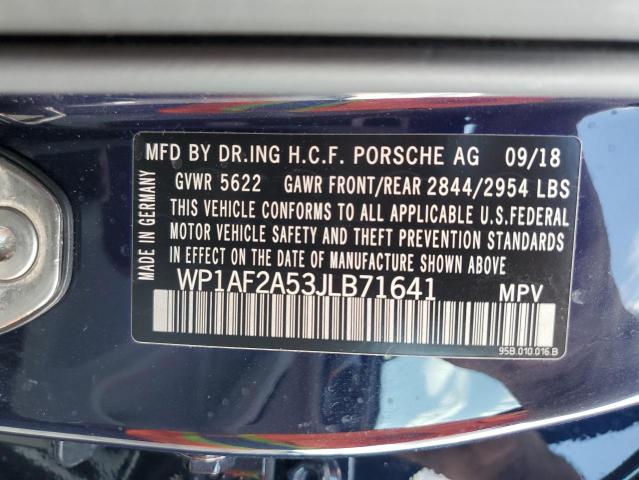 MFD BY DR.ING H.C.F. PORSCHE AG 09/18
GVWR 5622 GAWR FRONT/REAR 2844/2954 LBS
THIS VEHICLE CONFORMS TO ALL APPLICABLE U.S.FEDERAL
MOTOR VEHICLE SAFETY AND THEFT PREVENTION STANDARDS
IN EFFECT ON THE DATE OF MANUFACTURE SHOWN ABOVE.
WP1AF2A53JLB71641 MPV
95B.010.016.B
MADE IN GERMANY